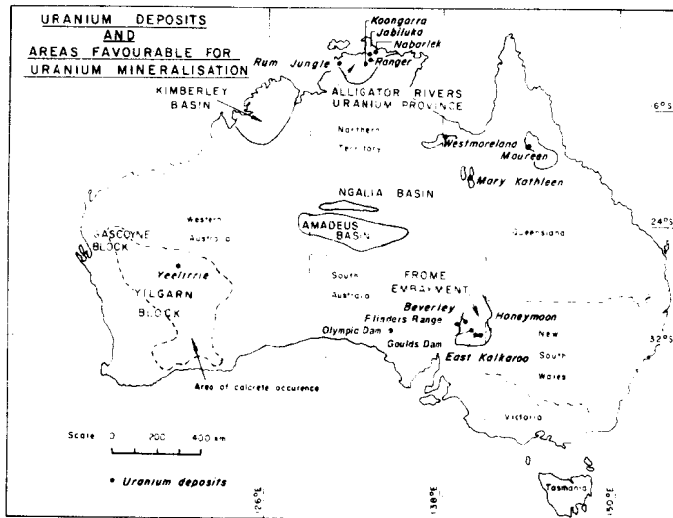 URANIUM DEPOSITS
AND
AREAS FAVOURABLE FOR
URANIUM MINERALISATION
Koongarra
Jabiluka
Nabarlek
Rum Jungle
Ranger
KIMBERLEY
BASIN
ALLIGATOR RIVERS
URANIUM PROVINCE
16°S
Northern
Territory
Westmoreland
Maureen
Mary Kathleen
NGALIA BASIN
AMADEUS
BASIN
Western
Australia
Queensland
24°S
GASCOYNE
BLOCK
Yeelirrie
YILGARN
BLOCK
South
Australia
FROME
EMBAYMENT
Beverley
Honeymoon
Flinders Range
Olympic Dam
Goulds Dam
East Kalkaroo
New
South
Wales
32°S
Area of calcrete occurence
Victoria
Scale 0 200 400 km
• Uranium deposits
126°E
138°E
150°E
Tasmania